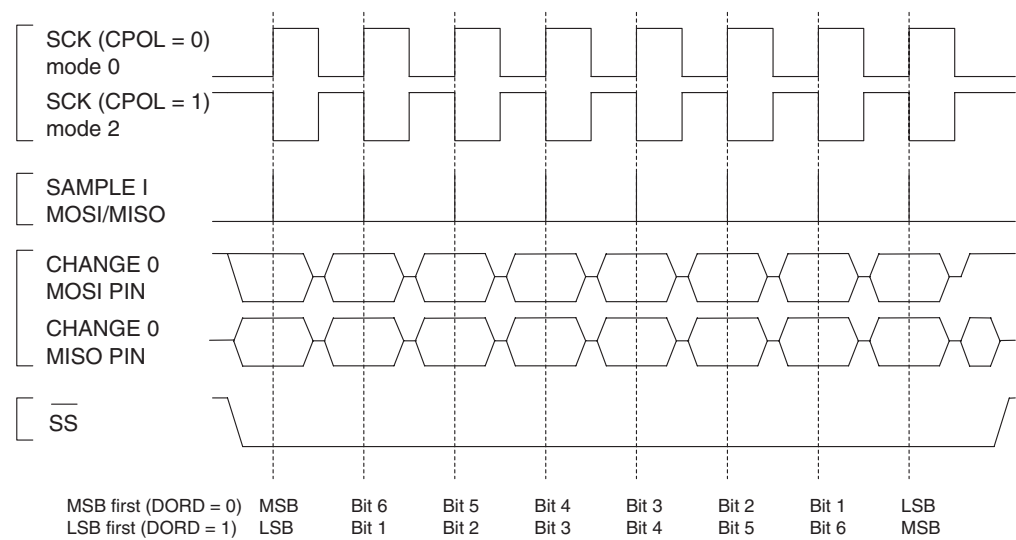 SCK (CPOL = 0)
mode 0
SCK (CPOL = 1)
mode 2
SAMPLE I
MOSI/MISO
CHANGE 0
MOSI PIN
CHANGE 0
MISO PIN
SS
MSB first (DORD = 0) MSB Bit 6 Bit 5 Bit 4 Bit 3 Bit 2 Bit 1 LSB
LSB first (DORD = 1) LSB Bit 1 Bit 2 Bit 3 Bit 4 Bit 5 Bit 6 MSB